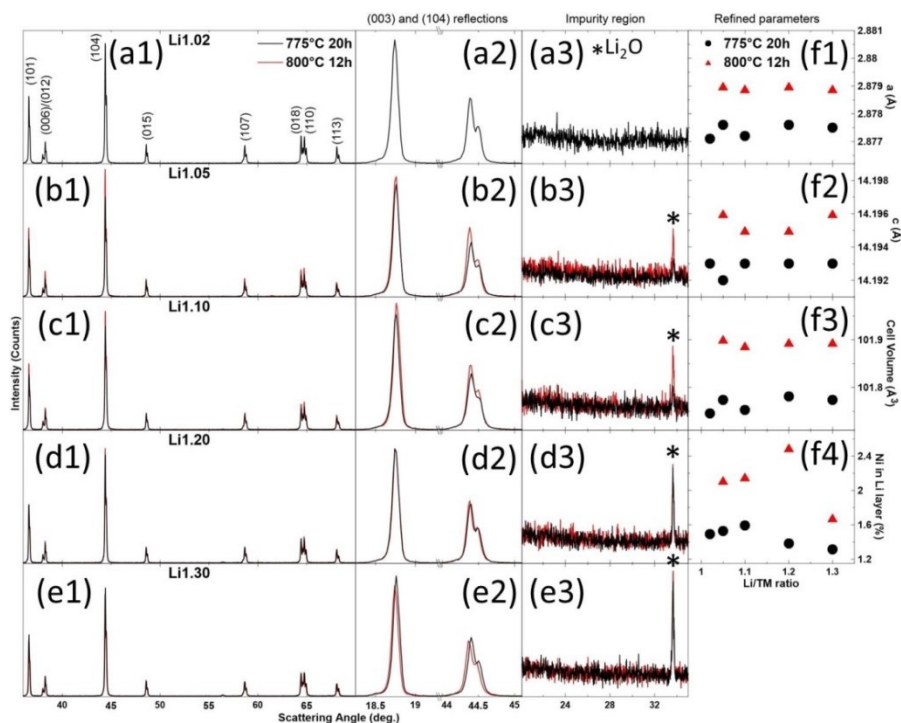 (003) and (104) reflections
Impurity region
Refined parameters
Li1.02
(a1)
775°C 20h
800°C 12h
(101)
(006)/(012)
(104)
(015)
(107)
(018)
(110)
(113)
(a2)
(a3)
*Li₂O
775°C 20h
800°C 12h
(f1)
2.881
2.88
2.879
2.878
2.877
a (Å)
(b1)
Li1.05
(b2)
(b3)
*
(f2)
14.198
14.196
14.194
14.192
c (Å)
(c1)
Li1.10
(c2)
(c3)
*
(f3)
101.9
101.8
Cell Volume (Å³)
Intensity (Counts)
(d1)
Li1.20
(d2)
(d3)
*
(f4)
2.4
2
1.6
1.2
Ni in Li layer (%)
1 1.1 1.2 1.3
Li/TM ratio
(e1)
Li1.30
(e2)
(e3)
*
40 45 50 55 60 65 70
18.5 19 44 44.5 45
24 28 32
Scattering Angle (deg.)